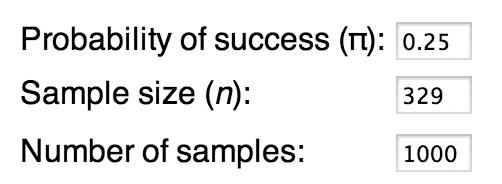 Probability of success (π): 0.25
Sample size (n): 329
Number of samples: 1000